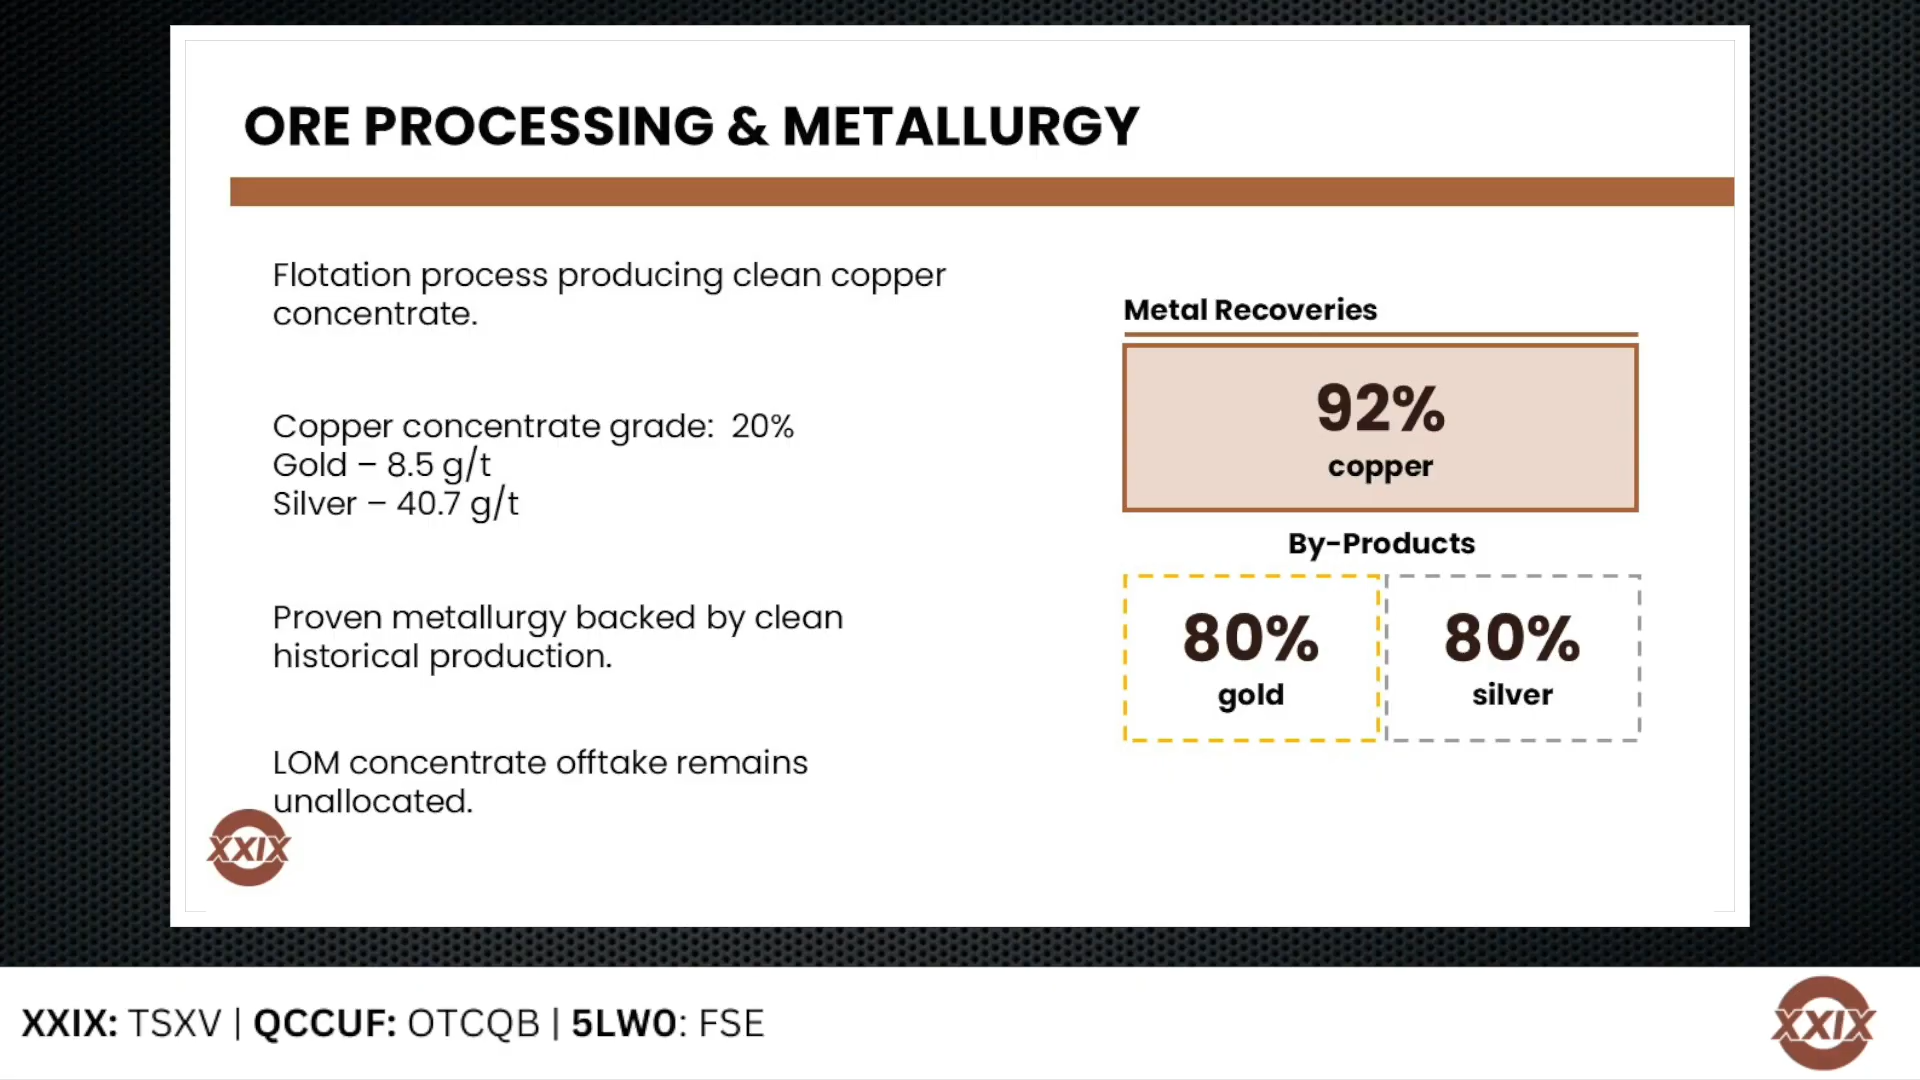 ORE PROCESSING & METALLURGY
Flotation process producing clean copper
concentrate.
Copper concentrate grade: 20%
Gold – 8.5 g/t
Silver – 40.7 g/t
Proven metallurgy backed by clean
historical production.
LOM concentrate offtake remains
unallocated.
XXIX
Metal Recoveries
92%
copper
By-Products
80%
gold
80%
silver
XXIX: TSXV | QCCUF: OTCQB | 5LW0: FSE
XXIX